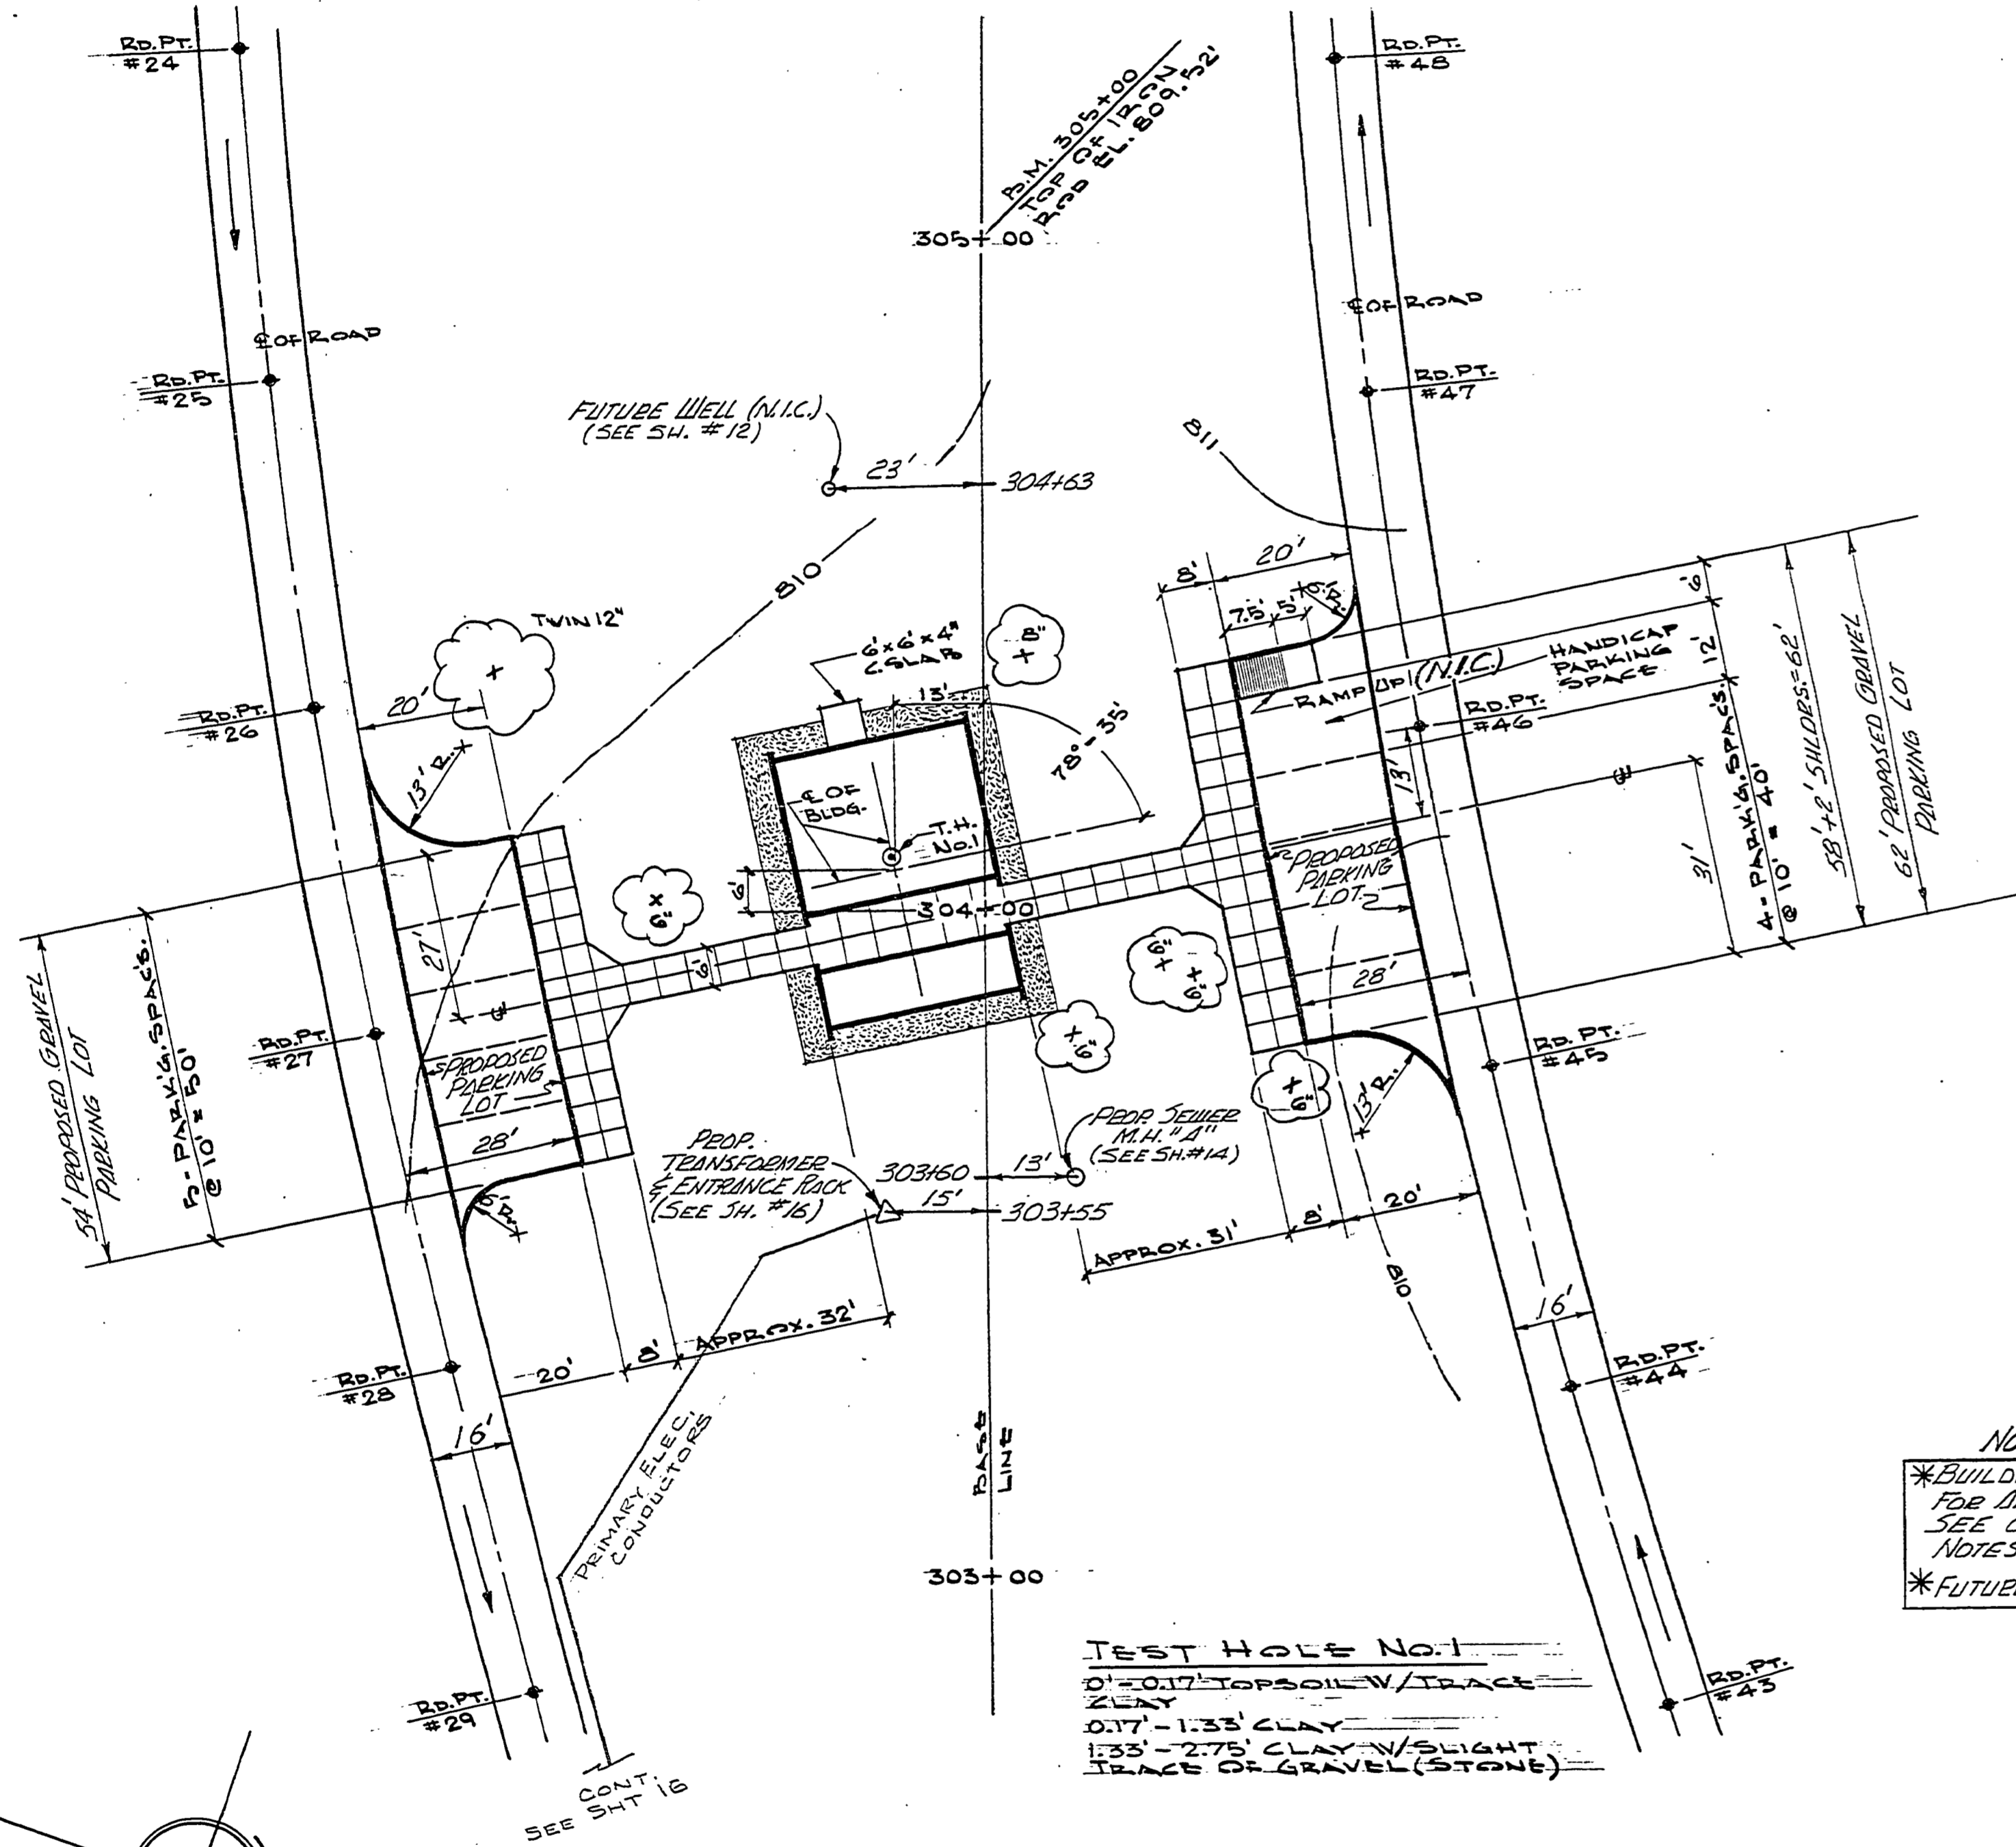 RD.PT.
#24
RD.PT.
#48
B.M. 305+00
TOP OF IRON
ROD EL. 809.52'
305+00
℄ OF ROAD
℄ OF ROAD
RD.PT.
#25
RD.PT.
#47
FUTURE WELL (N.I.C.)
(SEE SH. #12)
23'
304+63
811
810
TWIN 12"
20'
RD.PT.
#26
13' R.
6'x6'x4"
C. SLAB
8"
13'
78°-35'
℄ OF
BLDG.
T.H.
No.1
6'
304+00
8'
20'
7.5'
5'
5' R.
RAMP UP (N.I.C.)
HANDICAP
PARKING
SPACE
RD.PT.
#46
13'
℄
6'
12'
4-PARK'G. SPAC'S.
@ 10' = 40'
58'+2' SHLDRS.=62'
62' PROPOSED GRAVEL
PARKING LOT
31'
PROPOSED
PARKING
LOT
28'
6"
6'
6"
6"
6"
6"
27'
℄
54' PROPOSED GRAVEL
PARKING LOT
5-PARK'G. SPAC'S.
@ 10' = 50'
RD.PT.
#27
PROPOSED
PARKING
LOT
28'
5' R.
RD. PT.
#45
13' R.
PROP.
TRANSFORMER
& ENTRANCE RACK
(SEE SH. #16)
303+60
13'
PROP. SEWER
M.H. "A"
(SEE SH.#14)
15'
303+55
APPROX. 31'
8'
20'
810
16'
APPROX. 32'
8'
20'
RD.PT.
#28
16'
RD.PT.
#44
PRIMARY ELEC.
CONDUCTORS
BASE
LINE
303+00
RD.PT.
#29
RD.PT.
#43
CONT.
SEE SHT 16
TEST HOLE No.1
0'-0.17' TOPSOIL W/TRACE
CLAY
0.17'-1.33' CLAY
1.33'-2.75' CLAY W/SLIGHT
TRACE OF GRAVEL (STONE)
NO
*BUILD
FOR
SEE
NOTES
*FUTURE